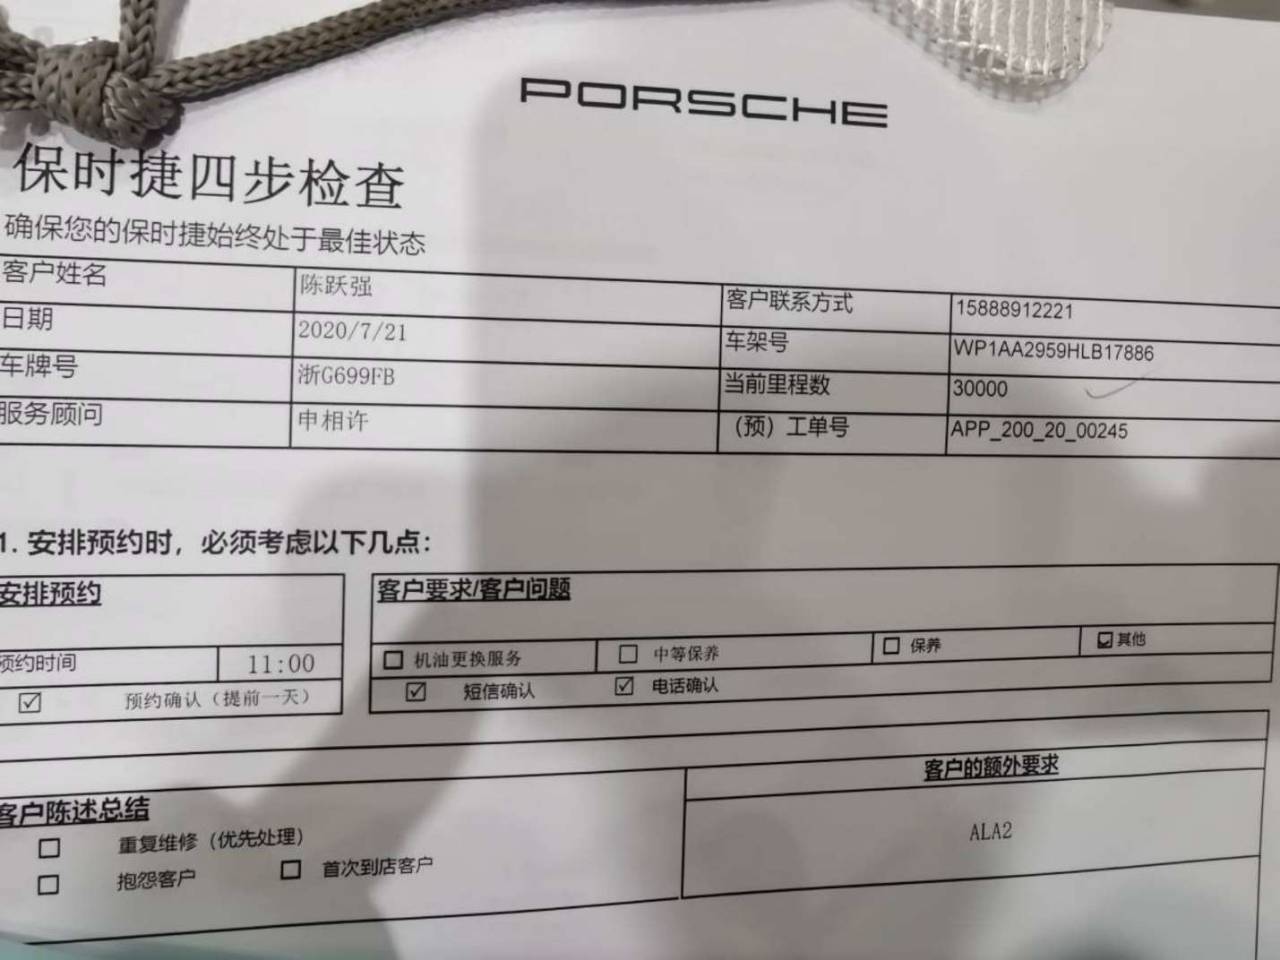 PORSCHE
保时捷四步检查
确保您的保时捷始终处于最佳状态
客户姓名 陈跃强 客户联系方式 15888912221
日期 2020/7/21 车架号 WP1AA2959HLB17886
车牌号 浙G699FB 当前里程数 30000
服务顾问 申相许 （预）工单号 APP_200_20_00245
1. 安排预约时，必须考虑以下几点：
安排预约 客户要求/客户问题
预约时间 11:00 机油更换服务 中等保养 保养 其他
预约确认（提前一天） 短信确认 电话确认
客户的额外要求
客户陈述总结
重复维修（优先处理） ALA2
抱怨客户 首次到店客户